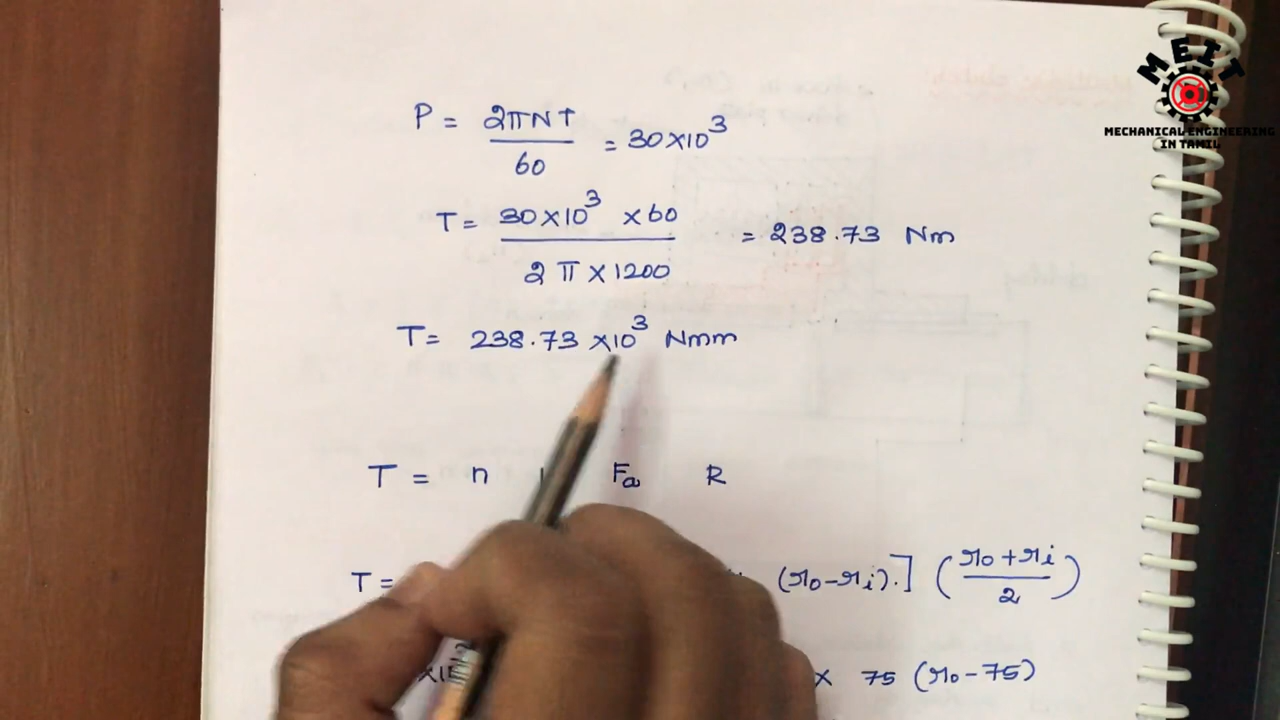 MEIT
MECHANICAL ENGINEERING
IN TAMIL
P = 2πNT / 60 = 30×10³
T = 30×10³ ×60 / 2π×1200 = 238.73 Nm
T = 238.73 ×10³ Nmm
T = n Fa R
T = (r₀-rᵢ).] (r₀+rᵢ / 2)
× 75 (r₀-75)